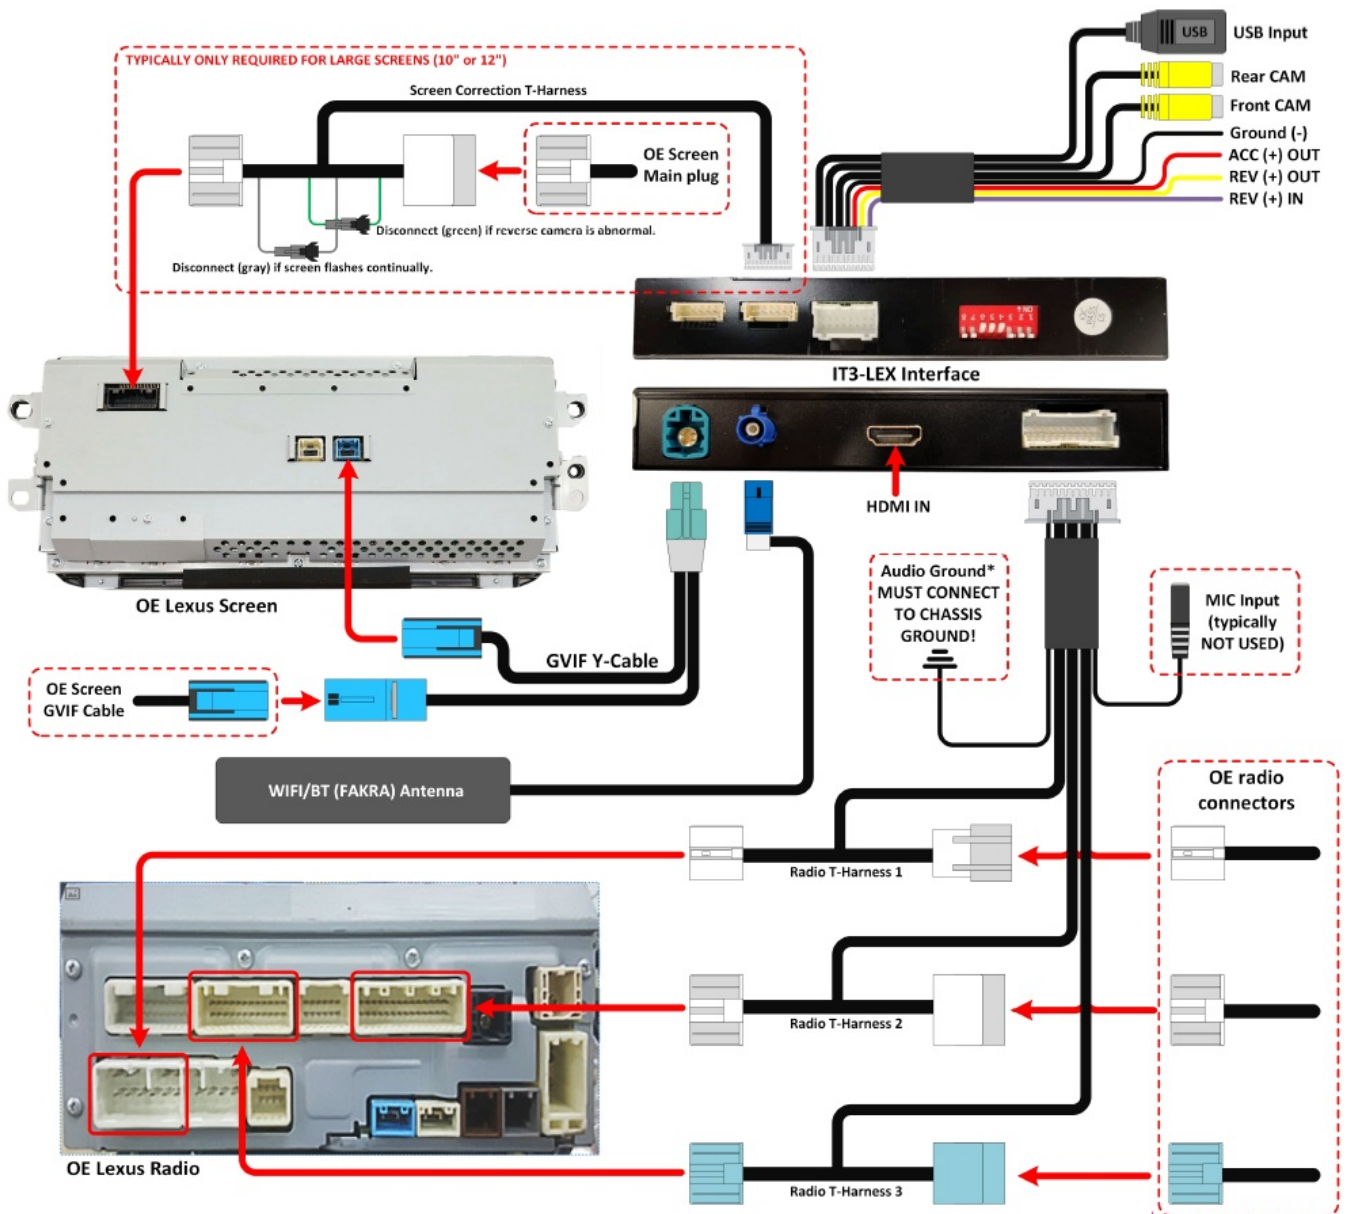 TYPICALLY ONLY REQUIRED FOR LARGE SCREENS (10" or 12")
Screen Correction T-Harness
OE Screen
Main plug
Disconnect (green) if reverse camera is abnormal.
Disconnect (gray) if screen flashes continually.
USB
USB Input
Rear CAM
Front CAM
Ground (-)
ACC (+) OUT
REV (+) OUT
REV (+) IN
IT3-LEX Interface
HDMI IN
OE Lexus Screen
GVIF Y-Cable
OE Screen
GVIF Cable
Audio Ground*
MUST CONNECT
TO CHASSIS
GROUND!
MIC Input
(typically
NOT USED)
WIFI/BT (FAKRA) Antenna
OE radio
connectors
Radio T-Harness 1
Radio T-Harness 2
Radio T-Harness 3
OE Lexus Radio